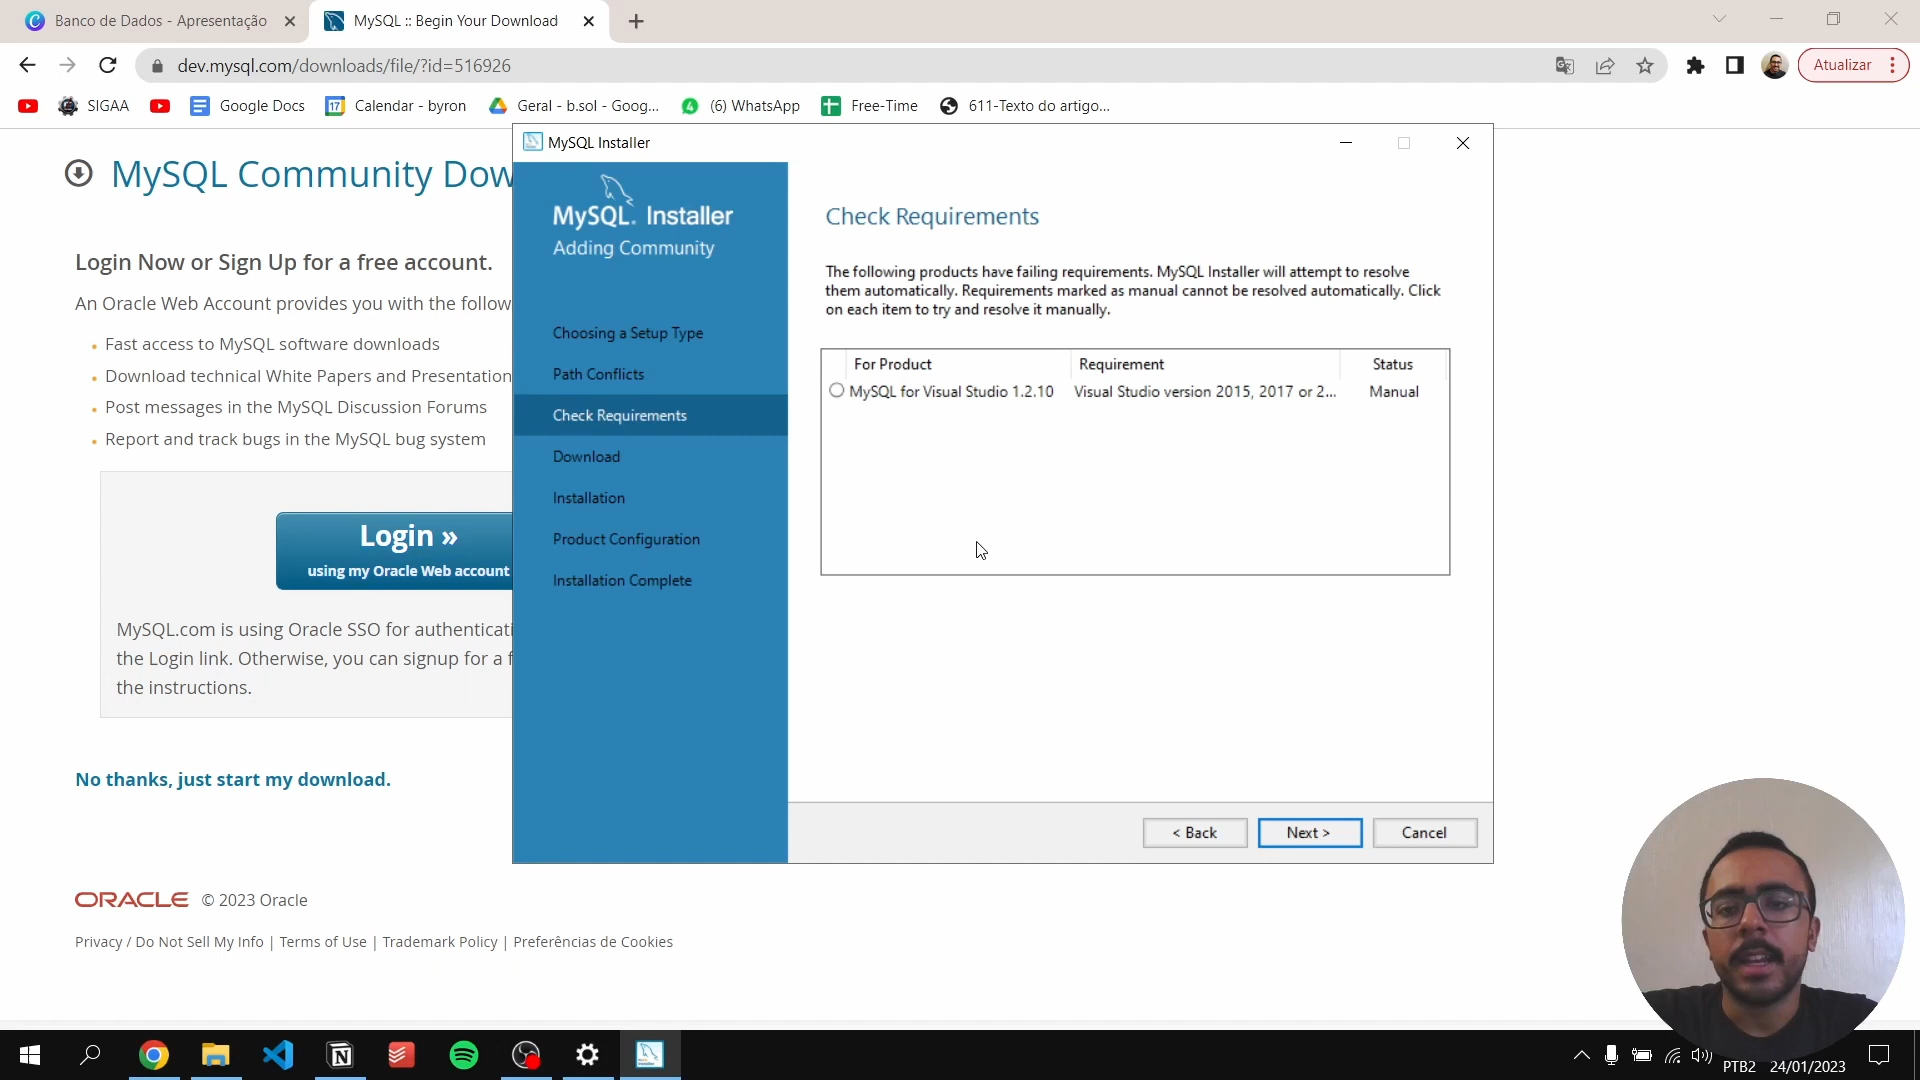 Banco de Dados - Apresentação
MySQL :: Begin Your Download
dev.mysql.com/downloads/file/?id=516926
Atualizar
SIGAA
Google Docs
Calendar - byron
Geral - b.sol - Goog...
(6) WhatsApp
Free-Time
611-Texto do artigo...
MySQL Community Dow
Login Now or Sign Up for a free account.
An Oracle Web Account provides you with the follow
Fast access to MySQL software downloads
Download technical White Papers and Presentation
Post messages in the MySQL Discussion Forums
Report and track bugs in the MySQL bug system
Login »
using my Oracle Web account
MySQL.com is using Oracle SSO for authenticati
the Login link. Otherwise, you can signup for a f
the instructions.
No thanks, just start my download.
ORACLE © 2023 Oracle
Privacy / Do Not Sell My Info | Terms of Use | Trademark Policy | Preferências de Cookies
MySQL Installer
MySQL. Installer
Adding Community
Choosing a Setup Type
Path Conflicts
Check Requirements
Download
Installation
Product Configuration
Installation Complete
Check Requirements
The following products have failing requirements. MySQL Installer will attempt to resolve
them automatically. Requirements marked as manual cannot be resolved automatically. Click
on each item to try and resolve it manually.
For Product Requirement Status
MySQL for Visual Studio 1.2.10 Visual Studio version 2015, 2017 or 2... Manual
< Back
Next >
Cancel
PTB2 24/01/2023